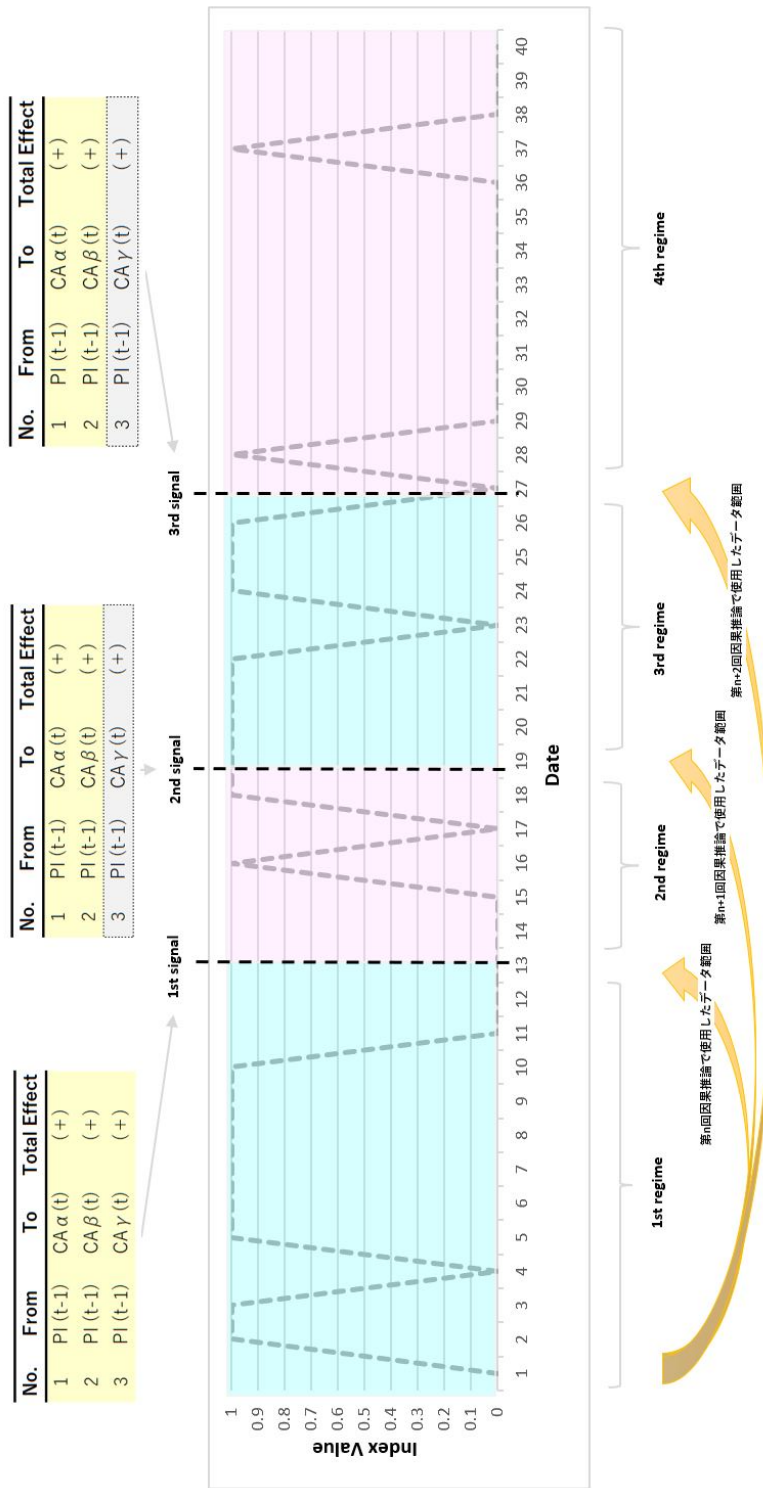 No. From To Total Effect
1 PI(t-1) CAα(t) (+)
2 PI(t-1) CAβ(t) (+)
3 PI(t-1) CAγ(t) (+)
No. From To Total Effect
1 PI(t-1) CAα(t) (+)
2 PI(t-1) CAβ(t) (+)
3 PI(t-1) CAγ(t) (+)
No. From To Total Effect
1 PI(t-1) CAα(t) (+)
2 PI(t-1) CAβ(t) (+)
3 PI(t-1) CAγ(t) (+)
1st signal
2nd signal
3rd signal
Index Value
1
0.9
0.8
0.7
0.6
0.5
0.4
0.3
0.2
0.1
0
1 2 3 4 5 6 7 8 9 10 11 12 13 14 15 16 17 18 19 20 21 22 23 24 25 26 27 28 29 30 31 32 33 34 35 36 37 38 39 40
Date
1st regime
2nd regime
3rd regime
4th regime
第n回因果推論で使用したデータ範囲
第n+1回因果推論で使用したデータ範囲
第n+2回因果推論で使用したデータ範囲